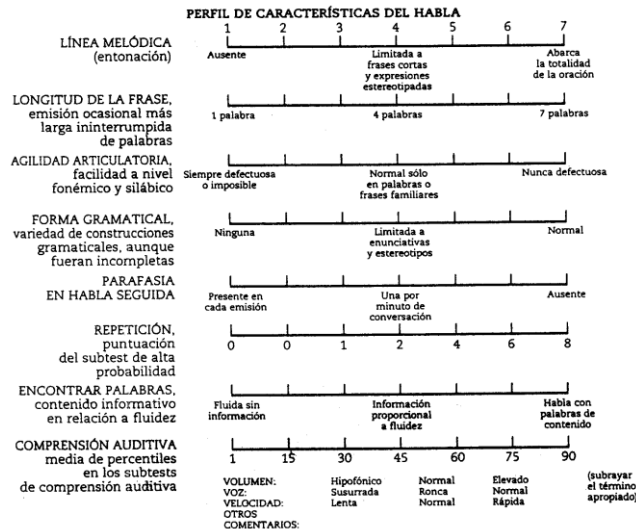 PERFIL DE CARACTERÍSTICAS DEL HABLA
1 2 3 4 5 6 7
LÍNEA MELÓDICA
(entonación)
Ausente
Limitada a
frases cortas
y expresiones
estereotipadas
Abarca
la totalidad
de la oración
LONGITUD DE LA FRASE,
emisión ocasional más
larga ininterrumpida
de palabras
1 palabra
4 palabras
7 palabras
AGILIDAD ARTICULATORIA,
facilidad a nivel
fonémico y silábico
Siempre defectuosa
o imposible
Normal sólo
en palabras o
frases familiares
Nunca defectuosa
FORMA GRAMATICAL,
variedad de construcciones
gramaticales, aunque
fueran incompletas
Ninguna
Limitada a
enunciativas
y estereotipos
Normal
PARAFASIA
EN HABLA SEGUIDA
Presente en
cada emisión
Una por
minuto de
conversación
Ausente
REPETICIÓN,
puntuación
del subtest de alta
probabilidad
0 0 1 2 4 6 8
ENCONTRAR PALABRAS,
contenido informativo
en relación a fluidez
Fluida sin
información
Información
proporcional
a fluidez
Habla con
palabras de
contenido
COMPRENSIÓN AUDITIVA
media de percentiles
en los subtests
de comprensión auditiva
1 15 30 45 60 75 90
VOLUMEN: Hipofónico Normal Elevado
VOZ: Susurrada Ronca Normal
VELOCIDAD: Lenta Normal Rápida
OTROS
COMENTARIOS:
(subrayar
el término
apropiado)